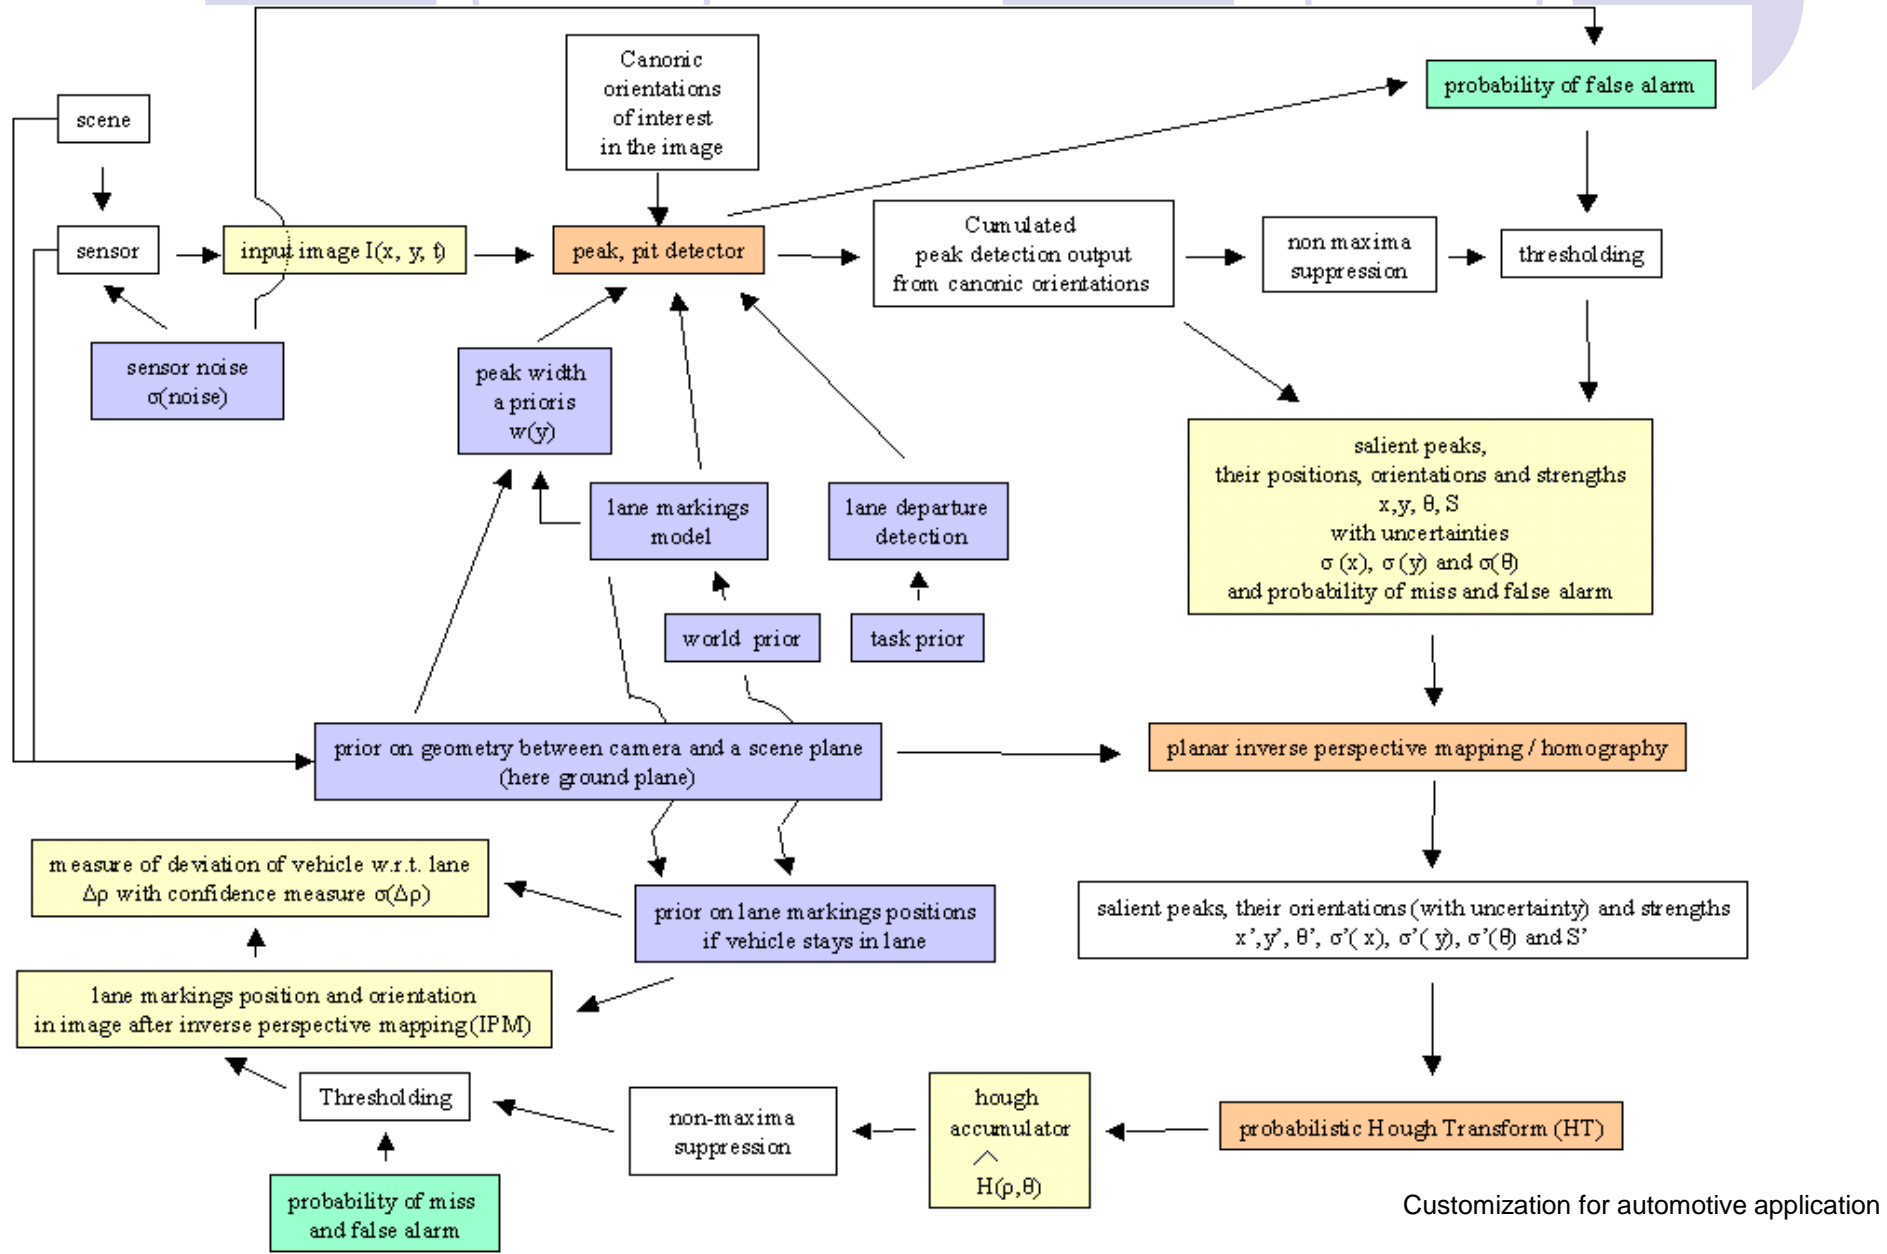 Canonic
orientations
of interest
in the image
probability of false alarm
scene
sensor
input image I(x, y, t)
peak, pit detector
Cumulated
peak detection output
from canonic orientations
non maxima
suppression
thresholding
sensor noise
σ(noise)
peak width
a prioris
w(y)
lane markings
model
lane departure
detection
salient peaks,
their positions, orientations and strengths
x,y, θ, S
with uncertainties
σ (x), σ (y) and σ(θ)
and probability of miss and false alarm
world prior
task prior
prior on geometry between camera and a scene plane
(here ground plane)
planar inverse perspective mapping / homography
measure of deviation of vehicle w.r.t. lane
Δρ with confidence measure σ(Δρ)
prior on lane markings positions
if vehicle stays in lane
salient peaks, their orientations (with uncertainty) and strengths
x’,y’, θ’, σ’( x), σ’( y), σ’(θ) and S’
lane markings position and orientation
in image after inverse perspective mapping (IPM)
Thresholding
non-maxima
suppression
hough
accumulator
H(ρ,θ)
probabilistic Hough Transform (HT)
probability of miss
and false alarm
Customization for automotive application